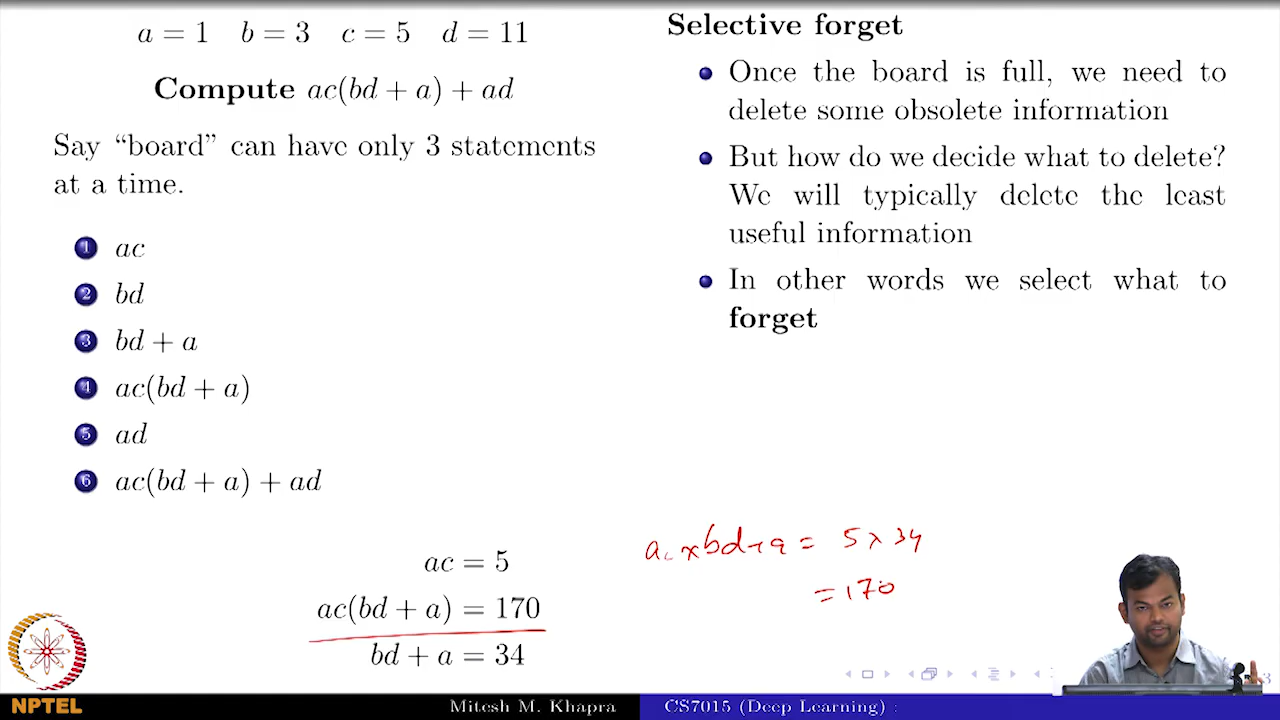 a = 1 b = 3 c = 5 d = 11
Compute ac(bd + a) + ad
Say “board” can have only 3 statements
at a time.
1 ac
2 bd
3 bd + a
4 ac(bd + a)
5 ad
6 ac(bd + a) + ad
ac = 5
ac(bd + a) = 170
bd + a = 34
Selective forget
Once the board is full, we need to
delete some obsolete information
But how do we decide what to delete?
We will typically delete the least
useful information
In other words we select what to
forget
ac × bd + a = 5 × 34
= 170
NPTEL
Mitesh M. Khapra
CS7015 (Deep Learning) :